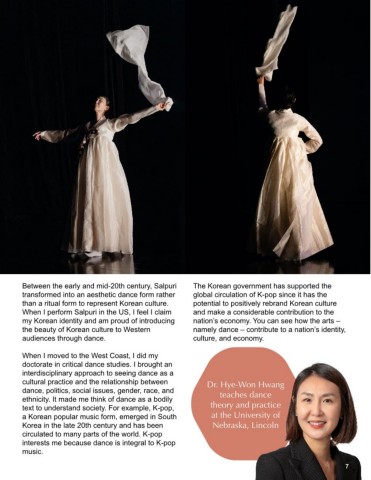 Between the early and mid-20th century, Salpuri
transformed into an aesthetic dance form rather
than a ritual form to represent Korean culture.
When I perform Salpuri in the US, I feel I claim
my Korean identity and am proud of introducing
the beauty of Korean culture to Western
audiences through dance.
When I moved to the West Coast, I did my
doctorate in critical dance studies. I brought an
interdisciplinary approach to seeing dance as a
cultural practice and the relationship between
dance, politics, social issues, gender, race, and
ethnicity. It made me think of dance as a bodily
text to understand society. For example, K-pop,
a Korean popular music form, emerged in South
Korea in the late 20th century and has been
circulated to many parts of the world. K-pop
interests me because dance is integral to K-pop
music.
The Korean government has supported the
global circulation of K-pop since it has the
potential to positively rebrand Korean culture
and make a considerable contribution to the
nation's economy. You can see how the arts –
namely dance – contribute to a nation's identity,
culture, and economy.
Dr. Hye-Won Hwang
teaches dance
theory and practice
at the University of
Nebraska, Lincoln
7